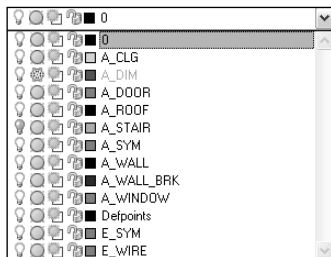 0
0
A_CLG
A_DIM
A_DOOR
A_ROOF
A_STAIR
A_SYM
A_WALL
A_WALL_BRK
A_WINDOW
Defpoints
E_SYM
E_WIRE